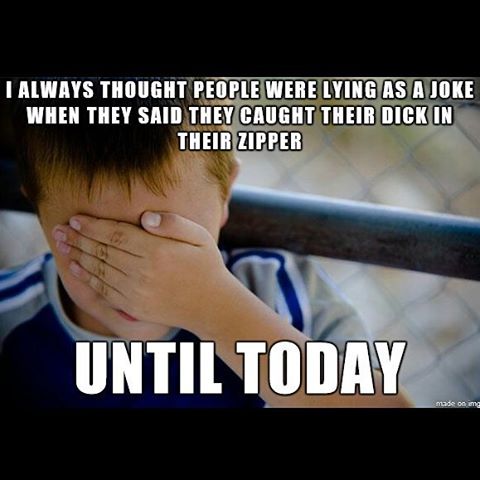 I ALWAYS THOUGHT PEOPLE WERE LYING AS A JOKE
WHEN THEY SAID THEY CAUGHT THEIR DICK IN
THEIR ZIPPER
UNTIL TODAY
made on img